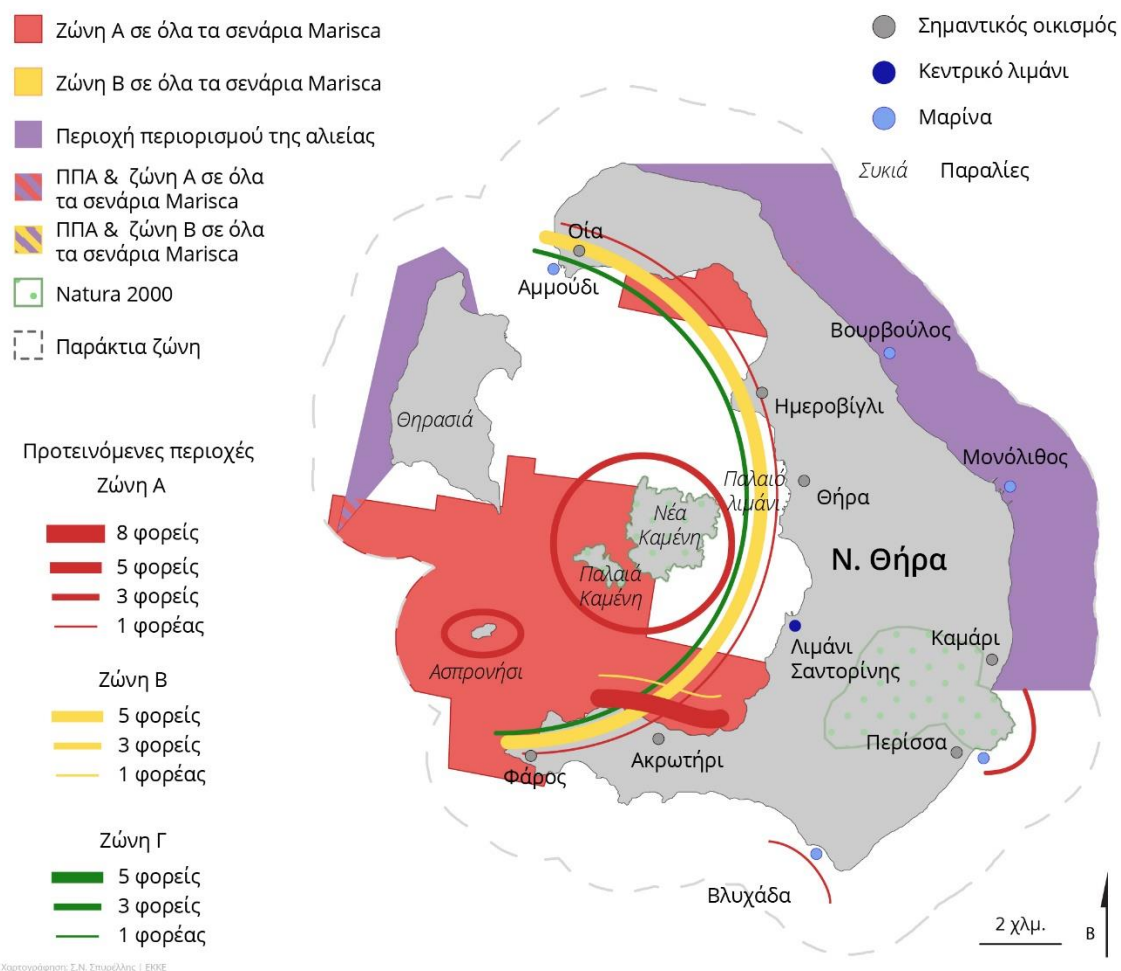 Ζώνη Α σε όλα τα σενάρια Marisca
Ζώνη Β σε όλα τα σενάρια Marisca
Περιοχή περιορισμού της αλιείας
ΠΠΑ & ζώνη Α σε όλα
τα σενάρια Marisca
ΠΠΑ & ζώνη Β σε όλα
τα σενάρια Marisca
Natura 2000
Παράκτια ζώνη
Σημαντικός οικισμός
Κεντρικό λιμάνι
Μαρίνα
Συκιά Παραλίες
Προτεινόμενες περιοχές
Ζώνη Α
8 φορείς
5 φορείς
3 φορείς
1 φορέας
Ζώνη Β
5 φορείς
3 φορείς
1 φορέας
Ζώνη Γ
5 φορείς
3 φορείς
1 φορέας
Οία
Αμμούδι
Βουρβούλος
Ημεροβίγλι
Θηρασιά
Μονόλιθος
Παλαιό
λιμάνι
Θήρα
Νέα
Καμένη
Ν. Θήρα
Παλαιά
Καμένη
Λιμάνι
Σαντορίνης
Καμάρι
Ασπρονήσι
Περίσσα
Ακρωτήρι
Φάρος
Βλυχάδα
2 χλμ.
Β
Χαρτογράφηση: Σ.Ν. Σπυρέλλης | ΕΚΚΕ